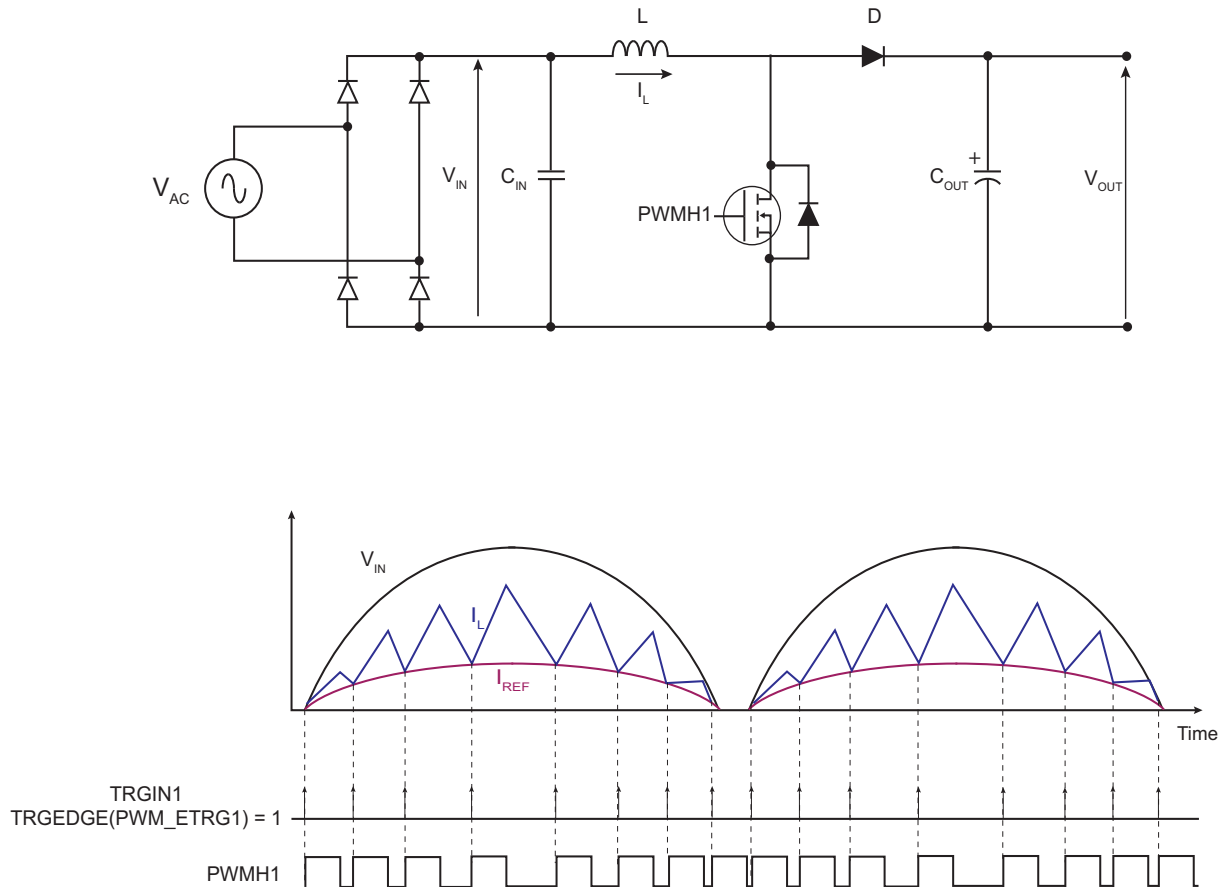 L
D
I_L
V_AC
V_IN
C_IN
PWMH1
C_OUT
+
V_OUT
V_IN
I_L
I_REF
Time
TRGIN1
TRGEDGE(PWM_ETRG1) = 1
PWMH1